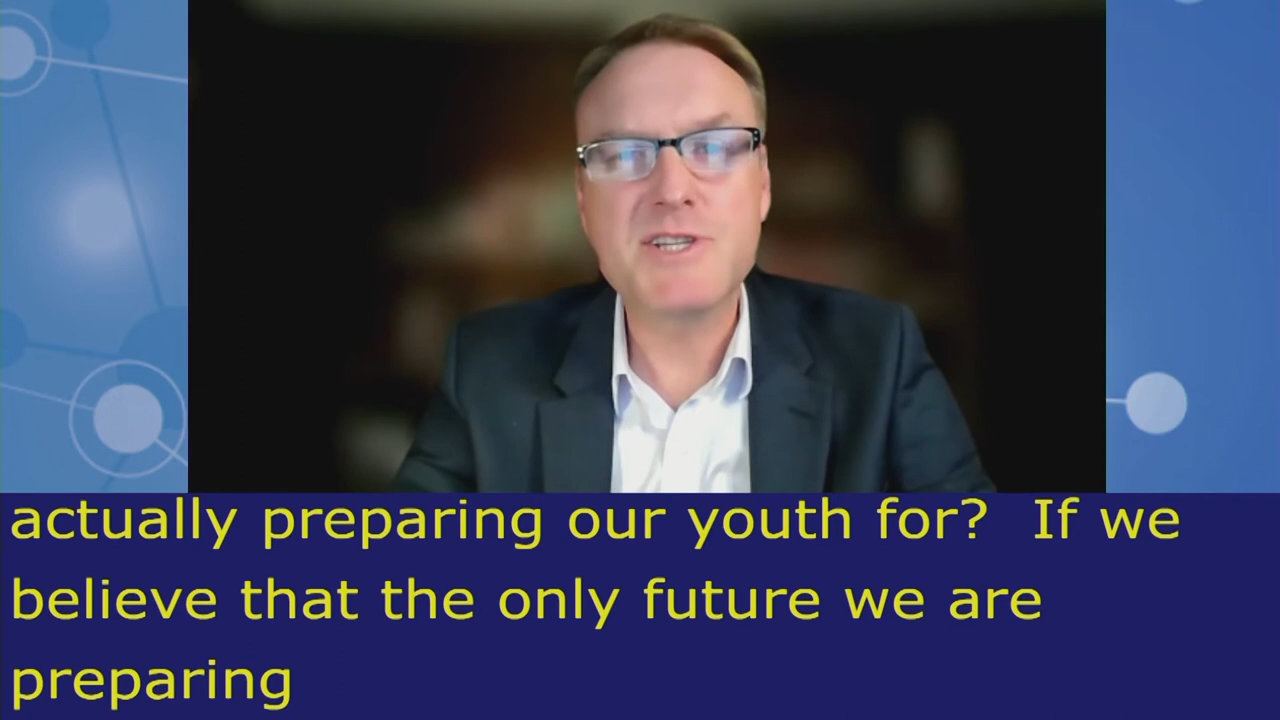 actually preparing our youth for?  If we
believe that the only future we are
preparing